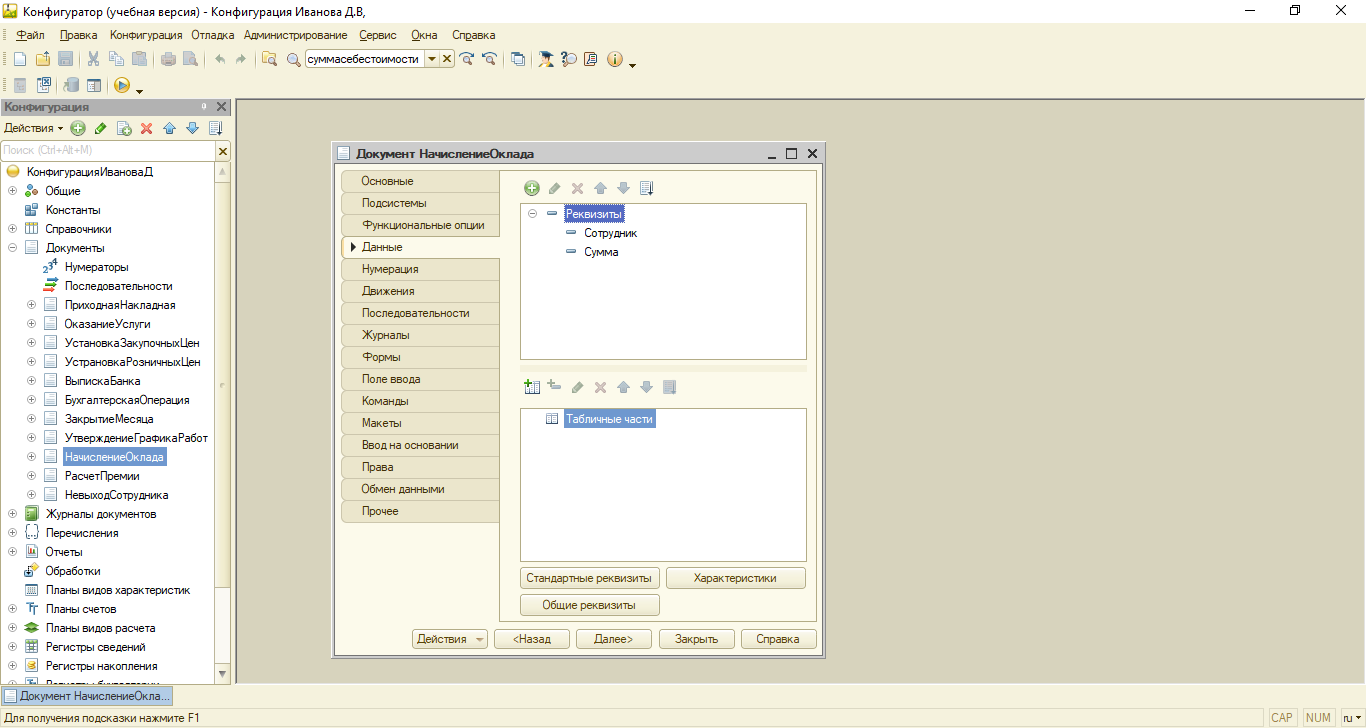 Конфигуратор (учебная версия) - Конфигурация Иванова Д.В,
Файл Правка Конфигурация Отладка Администрирование Сервис Окна Справка
суммасебестоимости
Конфигурация
Действия
Поиск (Ctrl+Alt+M)
КонфигурацияИвановаД
Общие
Константы
Справочники
Документы
Нумераторы
Последовательности
ПриходнаяНакладная
ОказаниеУслуги
УстановкаЗакупочныхЦен
УстрановкаРозничныхЦен
ВыпискаБанка
БухгалтерскаяОперация
ЗакрытиеМесяца
УтверждениеГрафикаРабот
НачислениеОклада
РасчетПремии
НевыходСотрудника
Журналы документов
Перечисления
Отчеты
Обработки
Планы видов характеристик
Планы счетов
Планы видов расчета
Регистры сведений
Регистры накопления
Документ НачислениеОклада
Основные
Подсистемы
Функциональные опции
Данные
Нумерация
Движения
Последовательности
Журналы
Формы
Поле ввода
Команды
Макеты
Ввод на основании
Права
Обмен данными
Прочее
Реквизиты
Сотрудник
Сумма
Табличные части
Стандартные реквизиты Характеристики
Общие реквизиты
Действия <Назад Далее> Закрыть Справка
Документ НачислениеОкла...
Для получения подсказки нажмите F1
CAP NUM ru